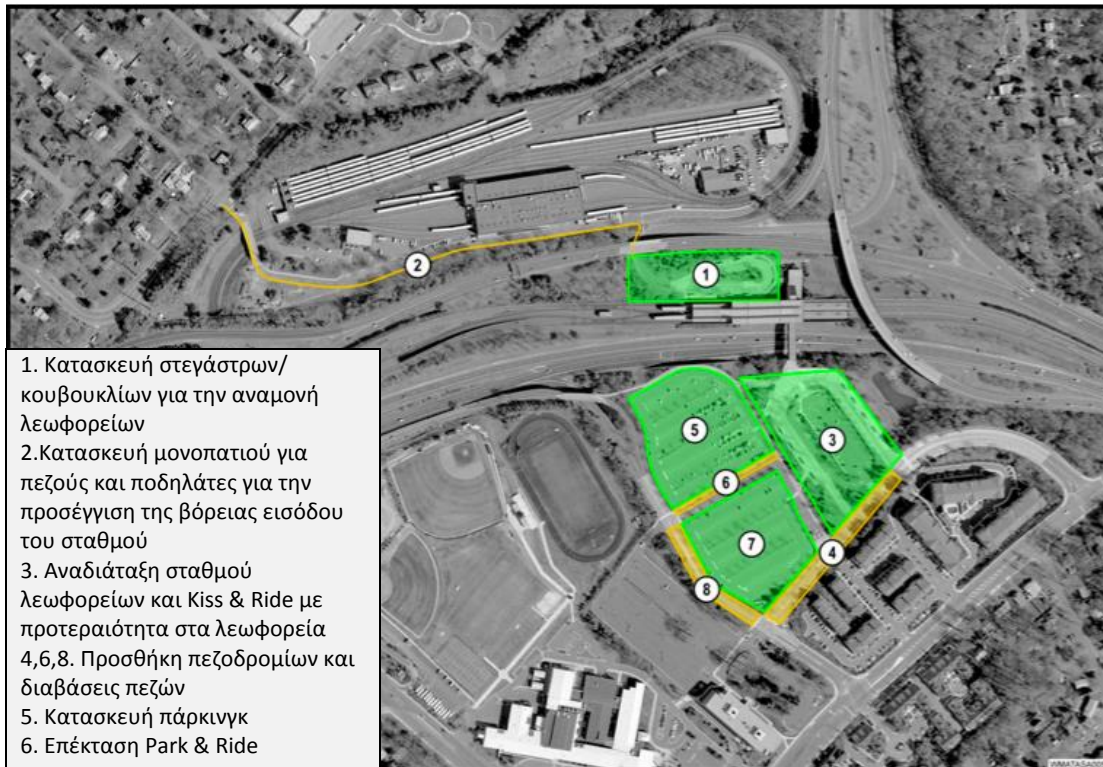 2
1
5
3
6
7
4
8
1. Κατασκευή στεγάστρων/
κουβουκλίων για την αναμονή
λεωφορείων
2.Κατασκευή μονοπατιού για
πεζούς και ποδηλάτες για την
προσέγγιση της βόρειας εισόδου
του σταθμού
3. Αναδιάταξη σταθμού
λεωφορείων και Kiss & Ride με
προτεραιότητα στα λεωφορεία
4,6,8. Προσθήκη πεζοδρομίων και
διαβάσεις πεζών
5. Κατασκευή πάρκινγκ
6. Επέκταση Park & Ride